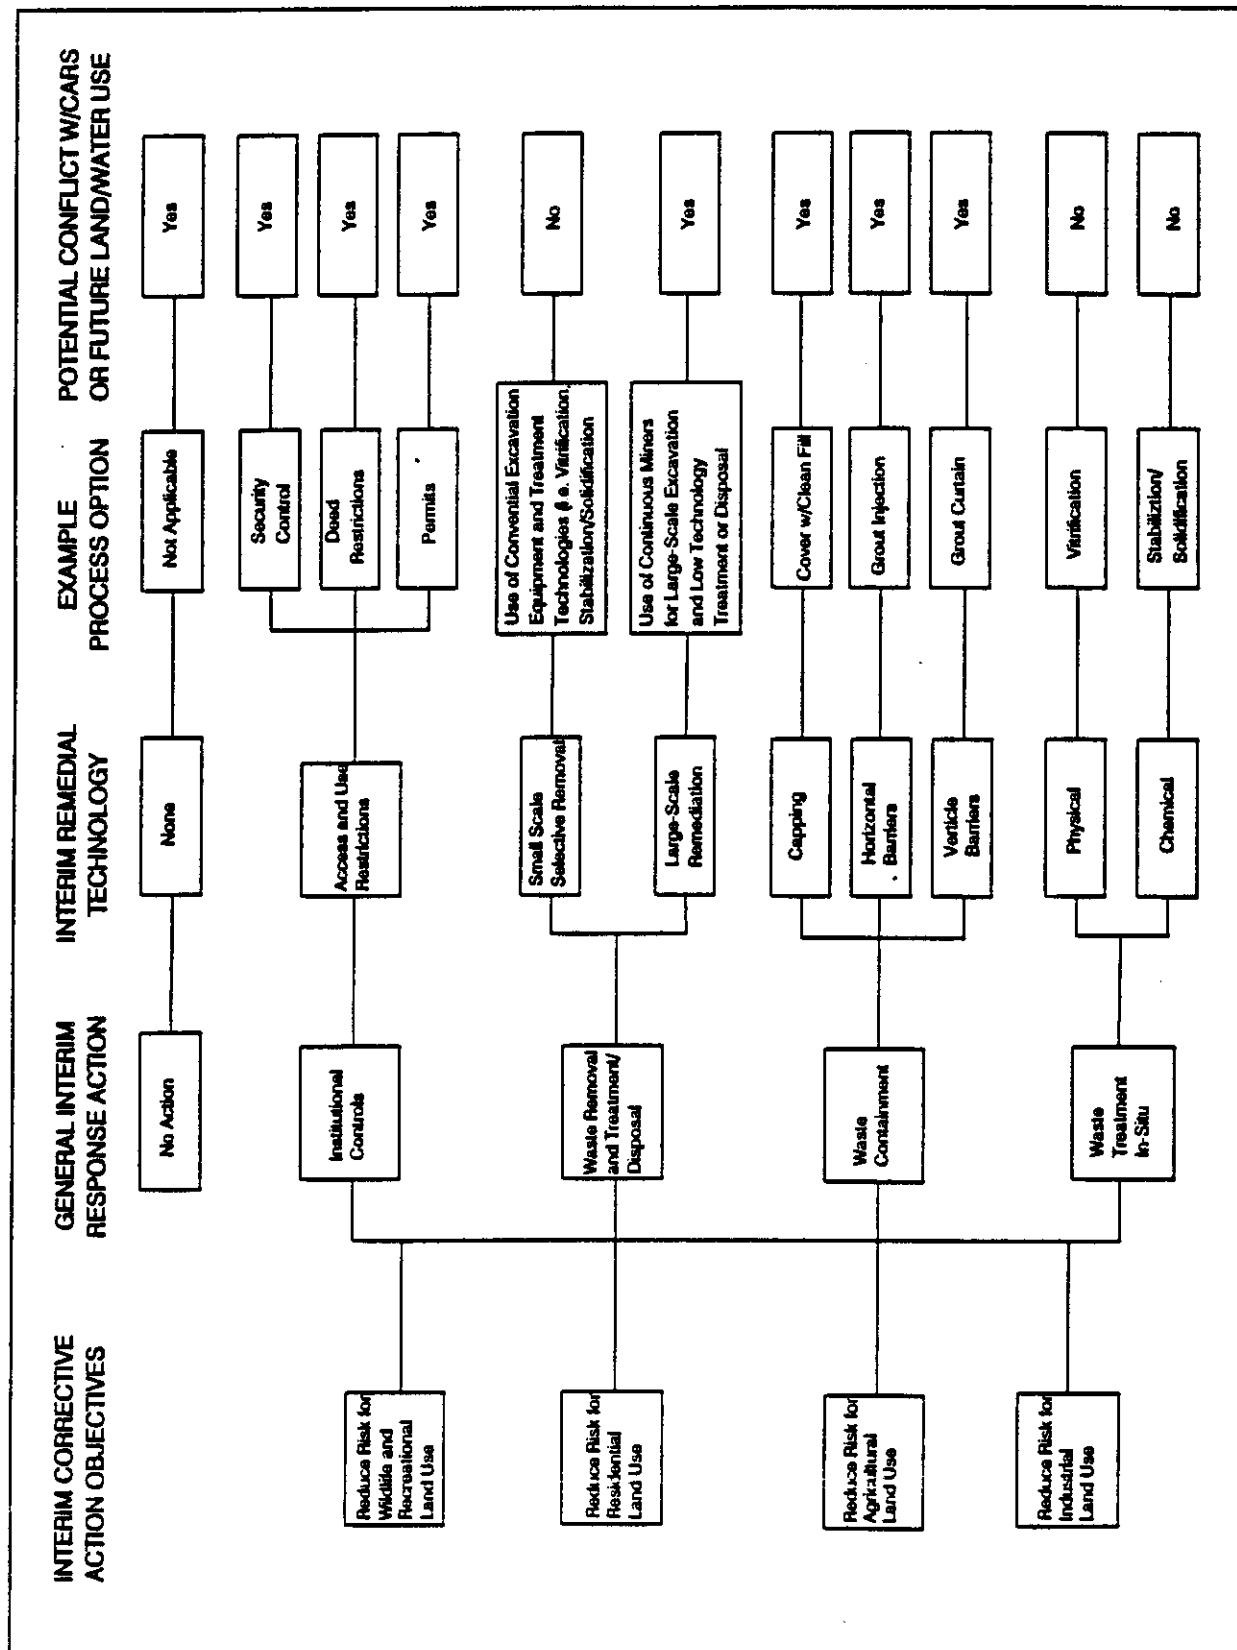 INTERIM CORRECTIVE
ACTION OBJECTIVES
GENERAL INTERIM
RESPONSE ACTION
INTERIM REMEDIAL
TECHNOLOGY
EXAMPLE
PROCESS OPTION
POTENTIAL CONFLICT W/CARS
OR FUTURE LAND/WATER USE
No Action
None
Not Applicable
Yes
Reduce Risk for
Wildlife and
Recreational
Land Use
Institutional
Controls
Access and Use
Restrictions
Security
Control
Yes
Deed
Restrictions
Yes
Permits
Yes
Reduce Risk for
Residential
Land Use
Waste Removal
and Treatment/
Disposal
Small Scale
Selective Removal
Use of Convential Excavation
Equipment and Treatment
Technologies (i.e. Vitrification,
Stabilization/Solidification
No
Large-Scale
Remediation
Use of Continuous Miners
for Large-Scale Excavation
and Low Technology
Treatment or Disposal
Yes
Reduce Risk for
Agricultural
Land Use
Waste
Containment
Capping
Cover w/Clean Fill
Yes
Horizontal
Barriers
Grout Injection
Yes
Verticle
Barriers
Grout Curtain
Yes
Reduce Risk for
Industrial
Land Use
Waste
Treatment
In-Situ
Physical
Vitrification
No
Chemical
Stabiliztion/
Solidification
No